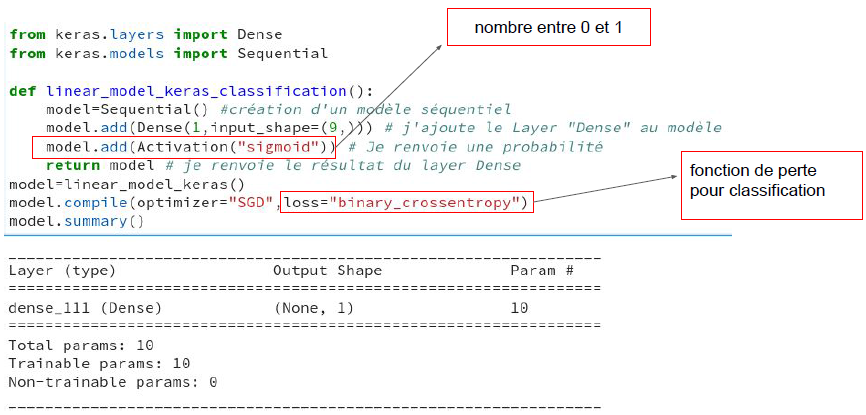 nombre entre 0 et 1
from keras.layers import Dense
from keras.models import Sequential
def linear_model_keras_classification():
model=Sequential() #création d'un modèle séquentiel
model.add(Dense(1,input_shape=(9,))) # j'ajoute le Layer "Dense" au modèle
model.add(Activation("sigmoid")) # Je renvoie une probabilité
return model # je renvoie le résultat du layer Dense
model=linear_model_keras()
model.compile(optimizer="SGD",loss="binary_crossentropy")
model.summary()
fonction de perte
pour classification
_________________________________________________________________
Layer (type) Output Shape Param #
=================================================================
dense_111 (Dense) (None, 1) 10
=================================================================
Total params: 10
Trainable params: 10
Non-trainable params: 0
_________________________________________________________________